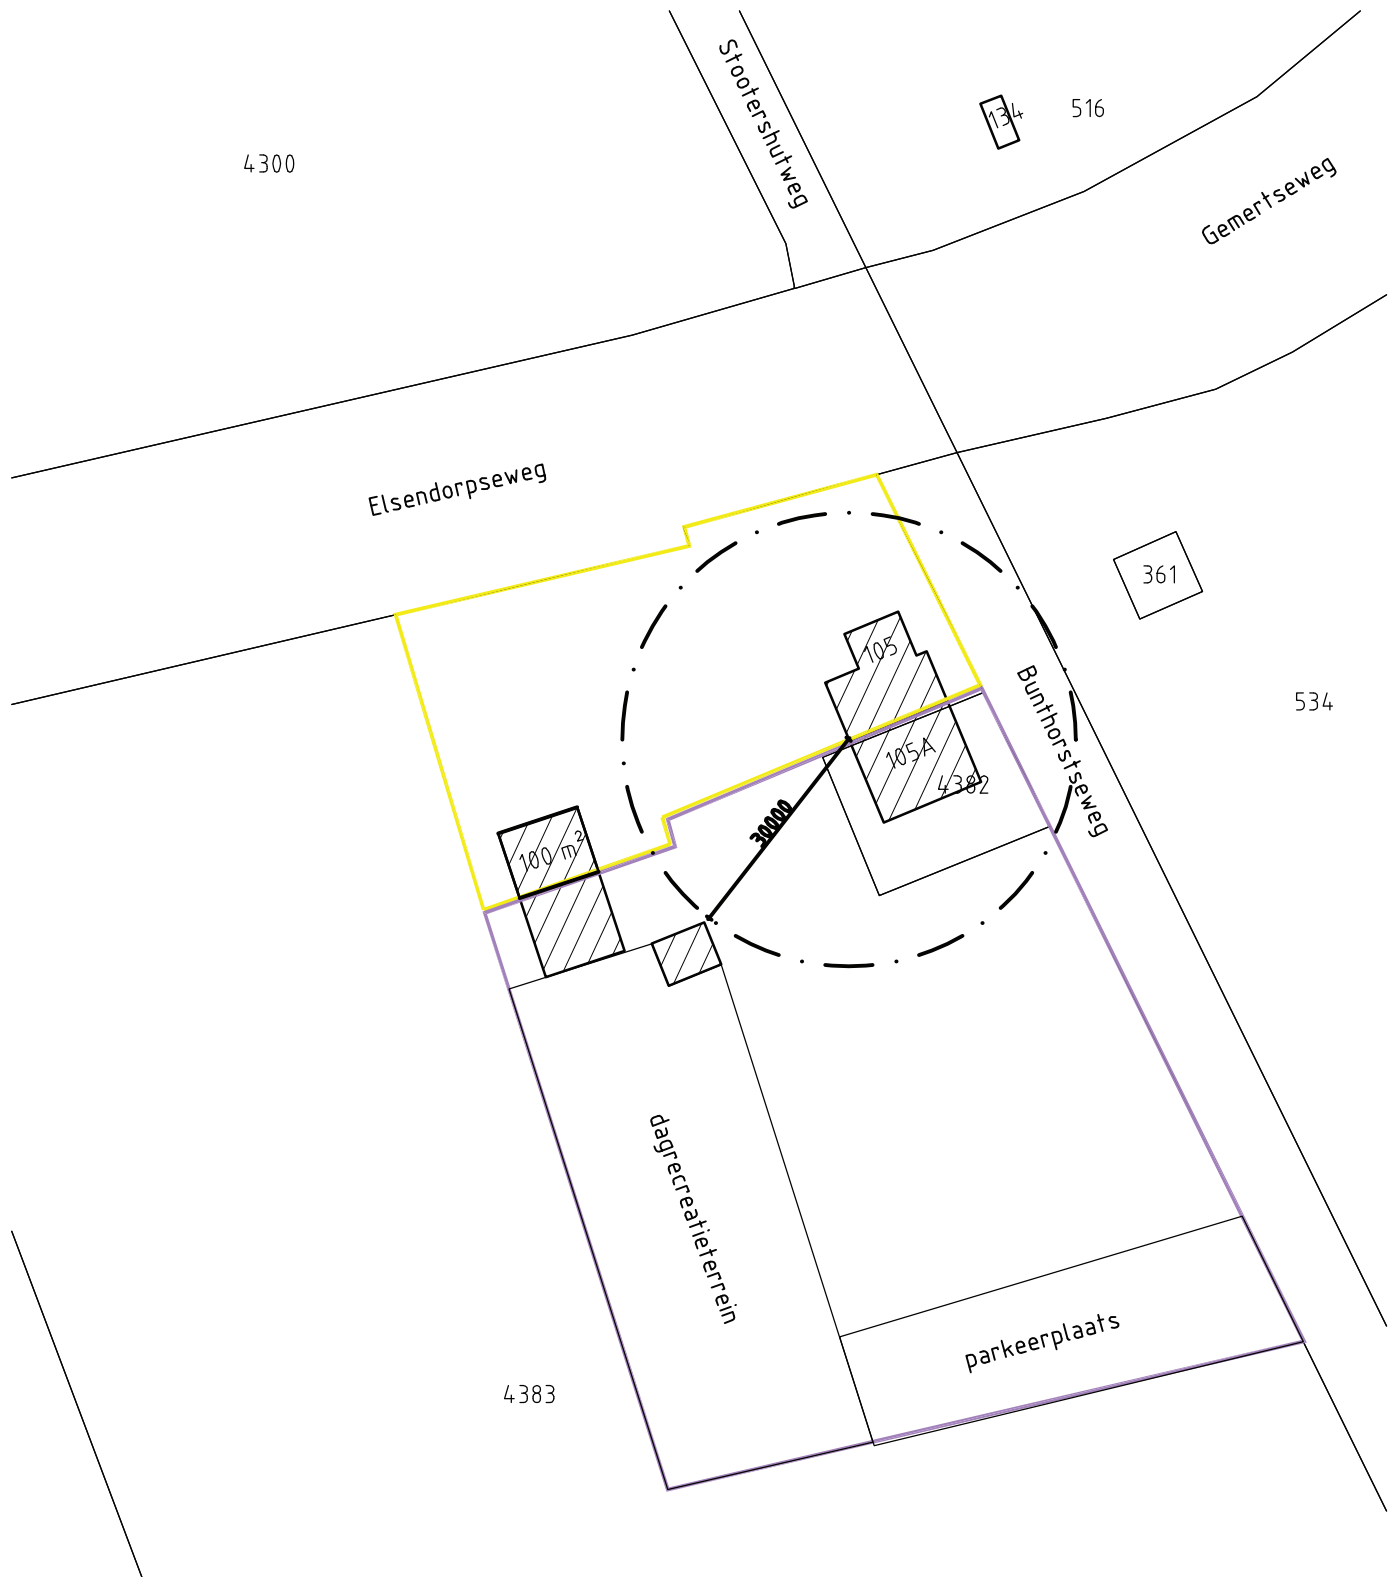 Stootershutweg
134
516
4300
Gemertseweg
Elsendorpseweg
361
105
Bunthorstseweg
534
105A
4382
30000
100 m²
dagrecreatieterrein
parkeerplaats
4383